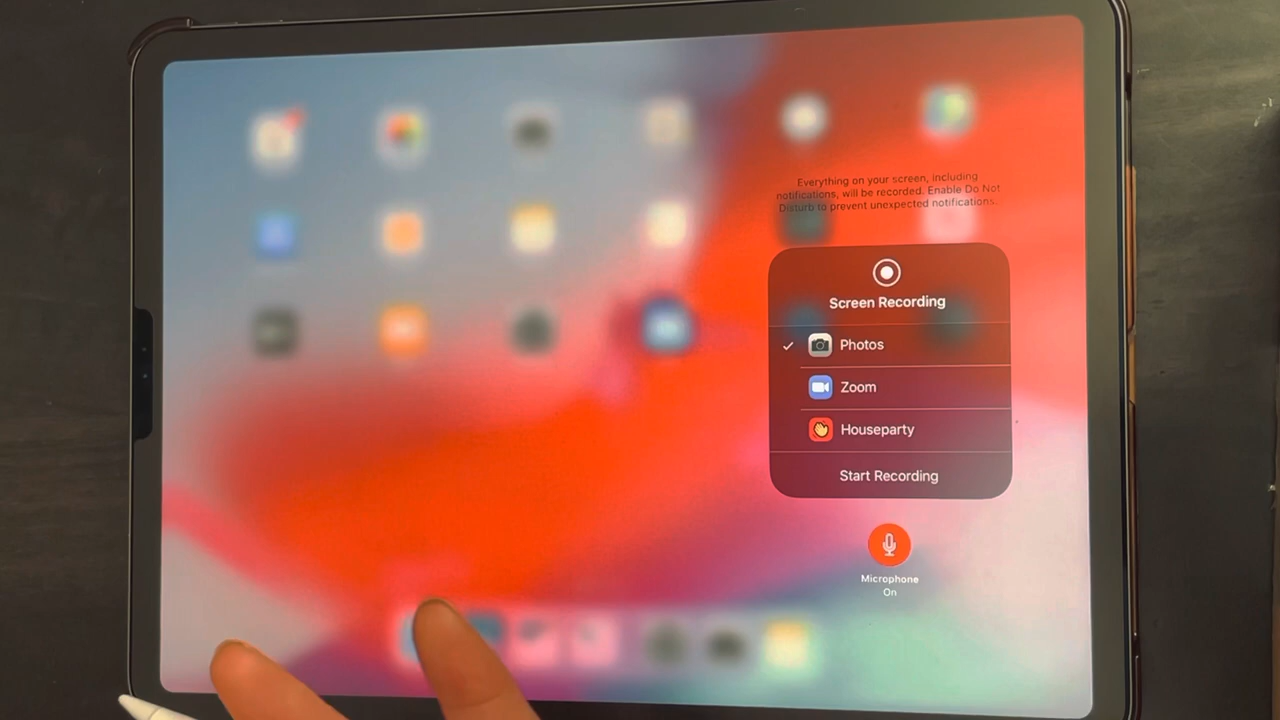 Everything on your screen, including
notifications, will be recorded. Enable Do Not
Disturb to prevent unexpected notifications.
Screen Recording
Photos
Zoom
Houseparty
Start Recording
Microphone
On